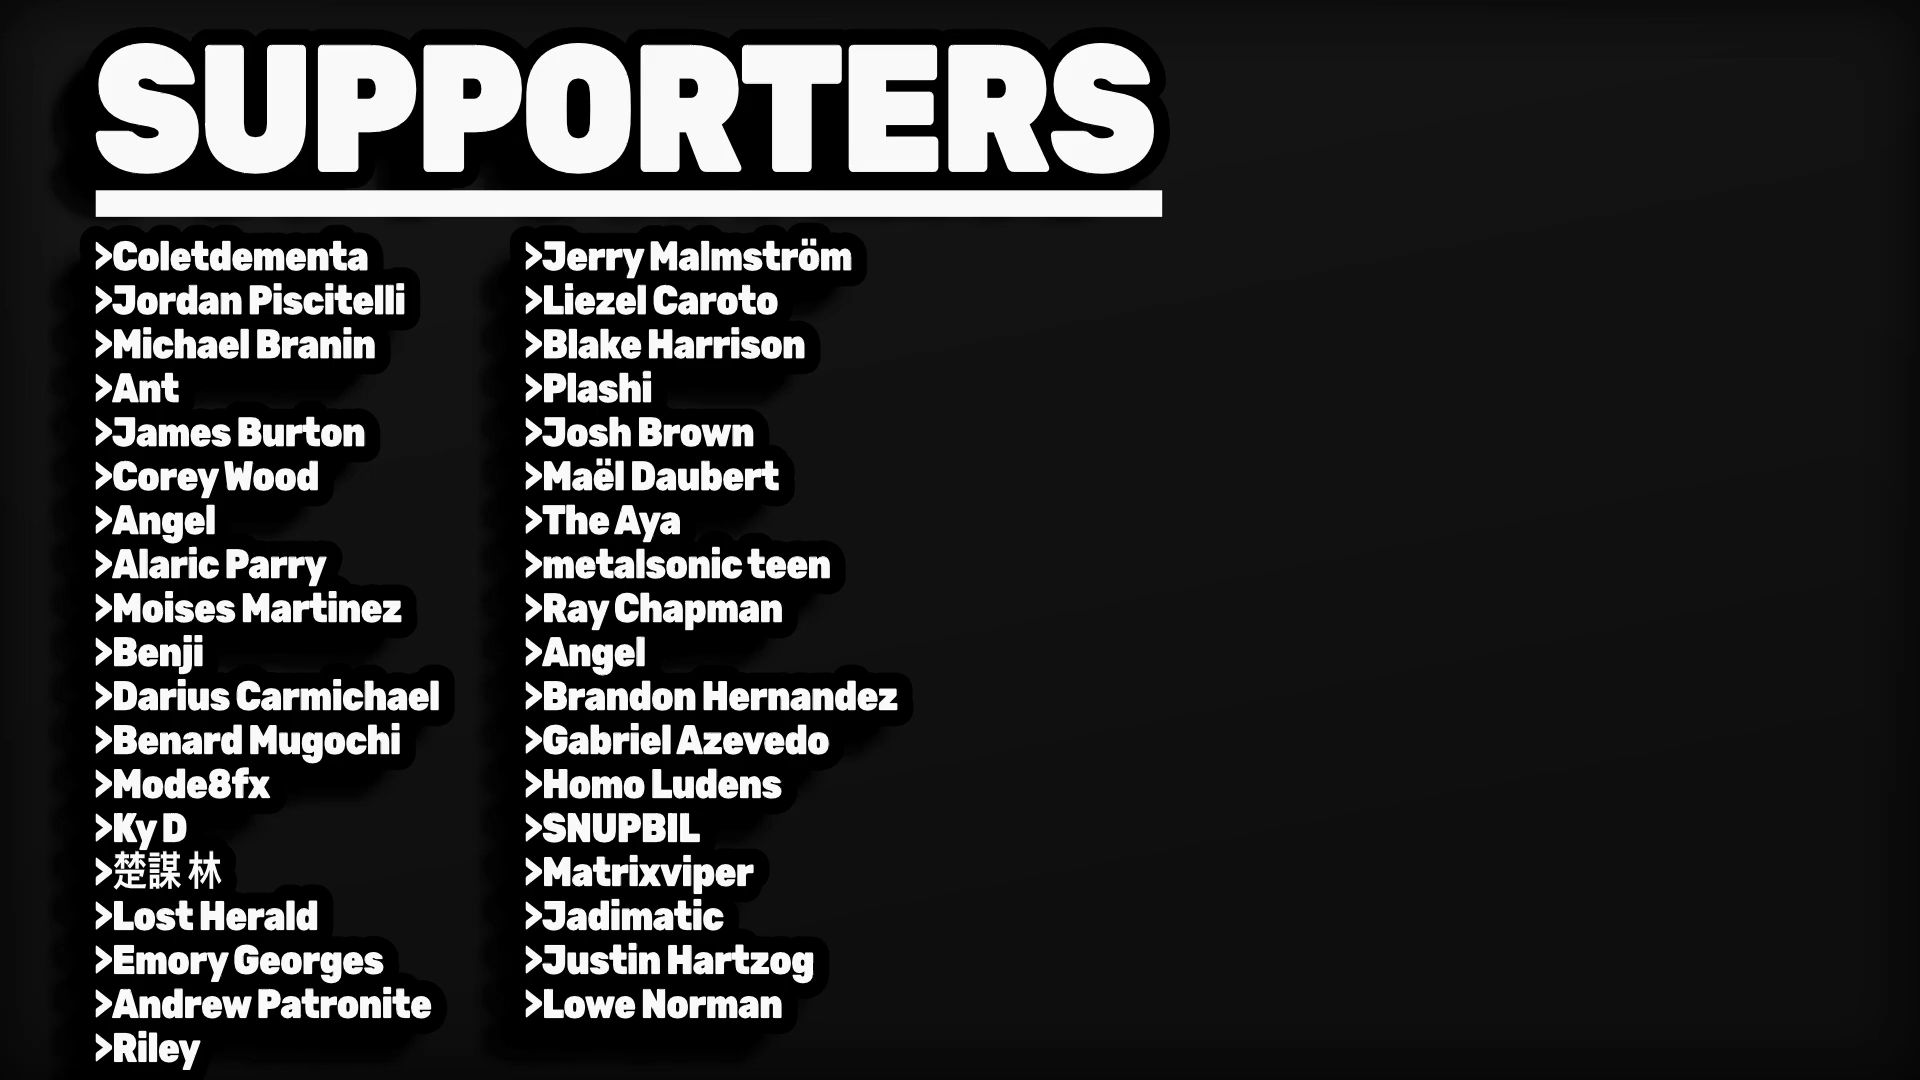 SUPPORTERS
>Coletdementa
>Jordan Piscitelli
>Michael Branin
>Ant
>James Burton
>Corey Wood
>Angel
>Alaric Parry
>Moises Martinez
>Benji
>Darius Carmichael
>Benard Mugochi
>Mode8fx
>Ky D
>楚謀 林
>Lost Herald
>Emory Georges
>Andrew Patronite
>Riley
>Jerry Malmström
>Liezel Caroto
>Blake Harrison
>Plashi
>Josh Brown
>Maël Daubert
>The Aya
>metalsonic teen
>Ray Chapman
>Angel
>Brandon Hernandez
>Gabriel Azevedo
>Homo Ludens
>SNUPBIL
>Matrixviper
>Jadimatic
>Justin Hartzog
>Lowe Norman